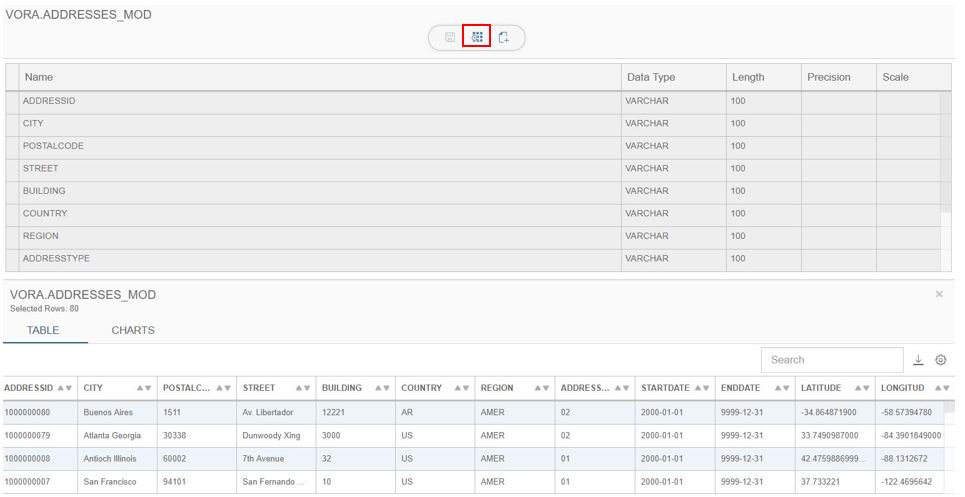 VORA.ADDRESSES_MOD
Name Data Type Length Precision Scale
ADDRESSID VARCHAR 100
CITY VARCHAR 100
POSTALCODE VARCHAR 100
STREET VARCHAR 100
BUILDING VARCHAR 100
COUNTRY VARCHAR 100
REGION VARCHAR 100
ADDRESSTYPE VARCHAR 100
VORA.ADDRESSES_MOD
Selected Rows: 80
TABLE CHARTS
Search
ADDRESSID CITY POSTALC... STREET BUILDING COUNTRY REGION ADDRESS... STARTDATE ENDDATE LATITUDE LONGITUD
1000000080 Buenos Aires 1511 Av. Libertador 12221 AR AMER 02 2000-01-01 9999-12-31 -34.864871900 -58.57394780
1000000079 Atlanta Georgia 30338 Dunwoody Xing 3000 US AMER 02 2000-01-01 9999-12-31 33.7490987000 -84.3901849000
1000000008 Antioch Illinois 60002 7th Avenue 32 US AMER 01 2000-01-01 9999-12-31 42.4759886999... -88.1312672
1000000007 San Francisco 94101 San Fernando ... 10 US AMER 01 2000-01-01 9999-12-31 37.733221 -122.4695642